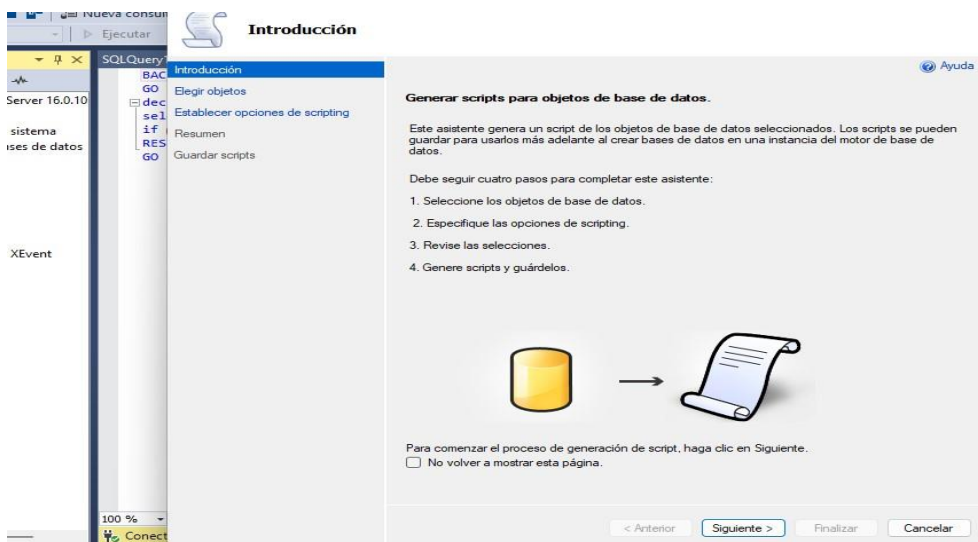 Nueva consul
Ejecutar
Introducción
SQLQuery1
Server 16.0.10
sistema
ases de datos
XEvent
BAC
GO
dec
sel
if
RES
GO
Introducción
Elegir objetos
Establecer opciones de scripting
Resumen
Guardar scripts
Ayuda
Generar scripts para objetos de base de datos.
Este asistente genera un script de los objetos de base de datos seleccionados. Los scripts se pueden
guardar para usarlos más adelante al crear bases de datos en una instancia del motor de base de
datos.
Debe seguir cuatro pasos para completar este asistente:
1. Seleccione los objetos de base de datos.
2. Especifique las opciones de scripting.
3. Revise las selecciones.
4. Genere scripts y guárdelos.
Para comenzar el proceso de generación de script, haga clic en Siguiente.
No volver a mostrar esta página.
100 %
Conect
< Anterior
Siguiente >
Finalizar
Cancelar